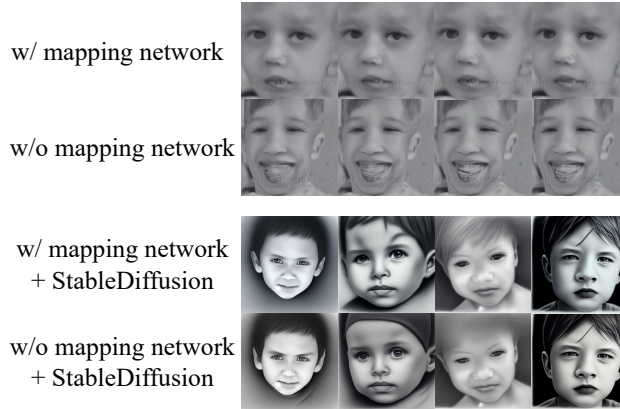 w/ mapping network
w/o mapping network
w/ mapping network
+ StableDiffusion
w/o mapping network
+ StableDiffusion